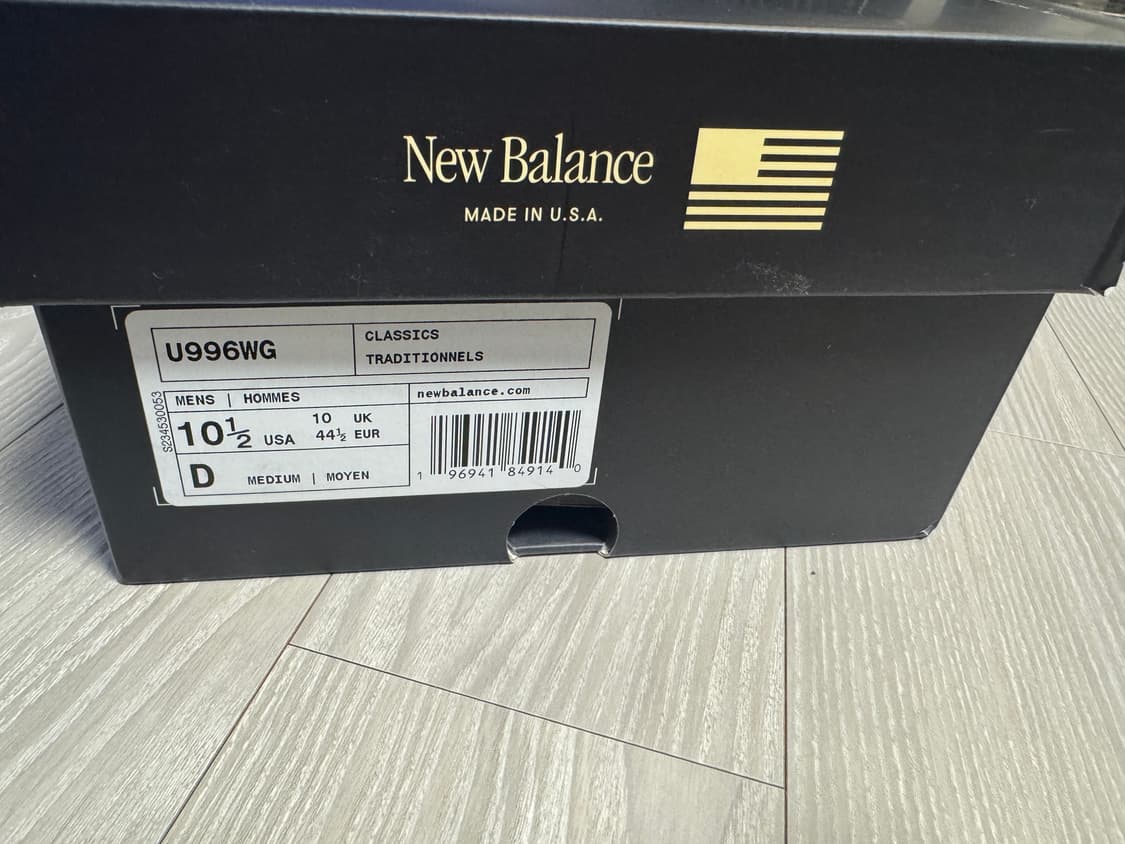 New Balance
MADE IN U.S.A.
U996WG
CLASSICS
TRADITIONNELS
MENS | HOMMES
newbalance.com
10½ USA
10 UK
44½ EUR
D MEDIUM | MOYEN
1 96941 84914 0
S234530053